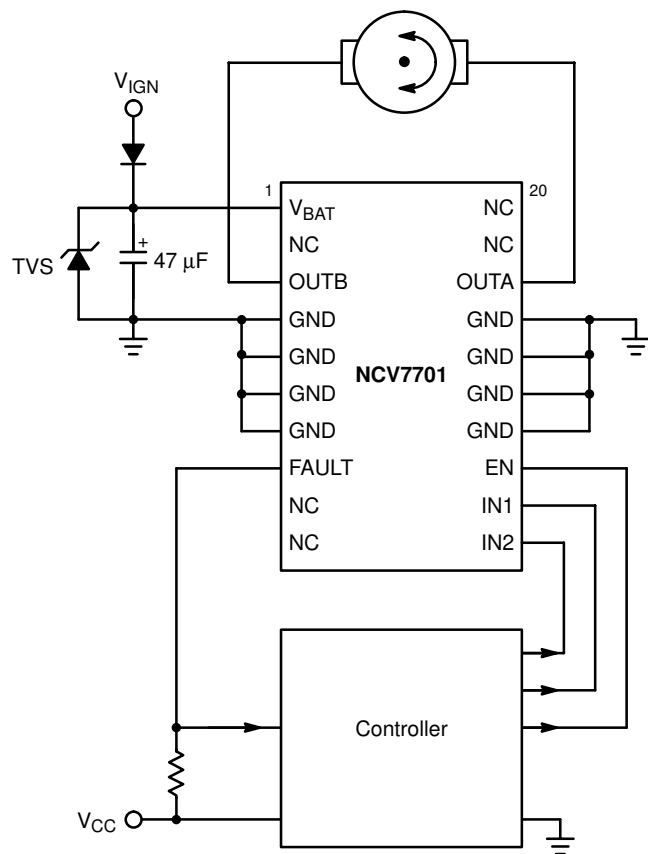 V_IGN
1
20
V_BAT
NC
NC
NC
TVS
+
47 μF
OUTB
OUTA
GND
GND
GND
GND
NCV7701
GND
GND
GND
GND
FAULT
EN
NC
IN1
NC
IN2
Controller
V_CC